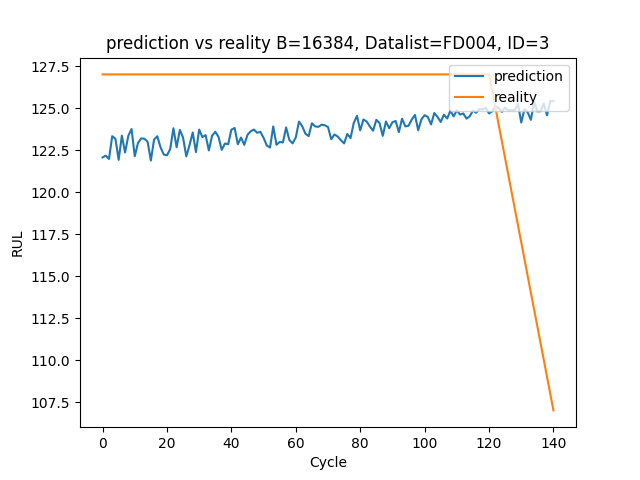 prediction vs reality B=16384, Datalist=FD004, ID=3
127.5
125.0
122.5
120.0
117.5
115.0
112.5
110.0
107.5
RUL
prediction
reality
0 20 40 60 80 100 120 140
Cycle